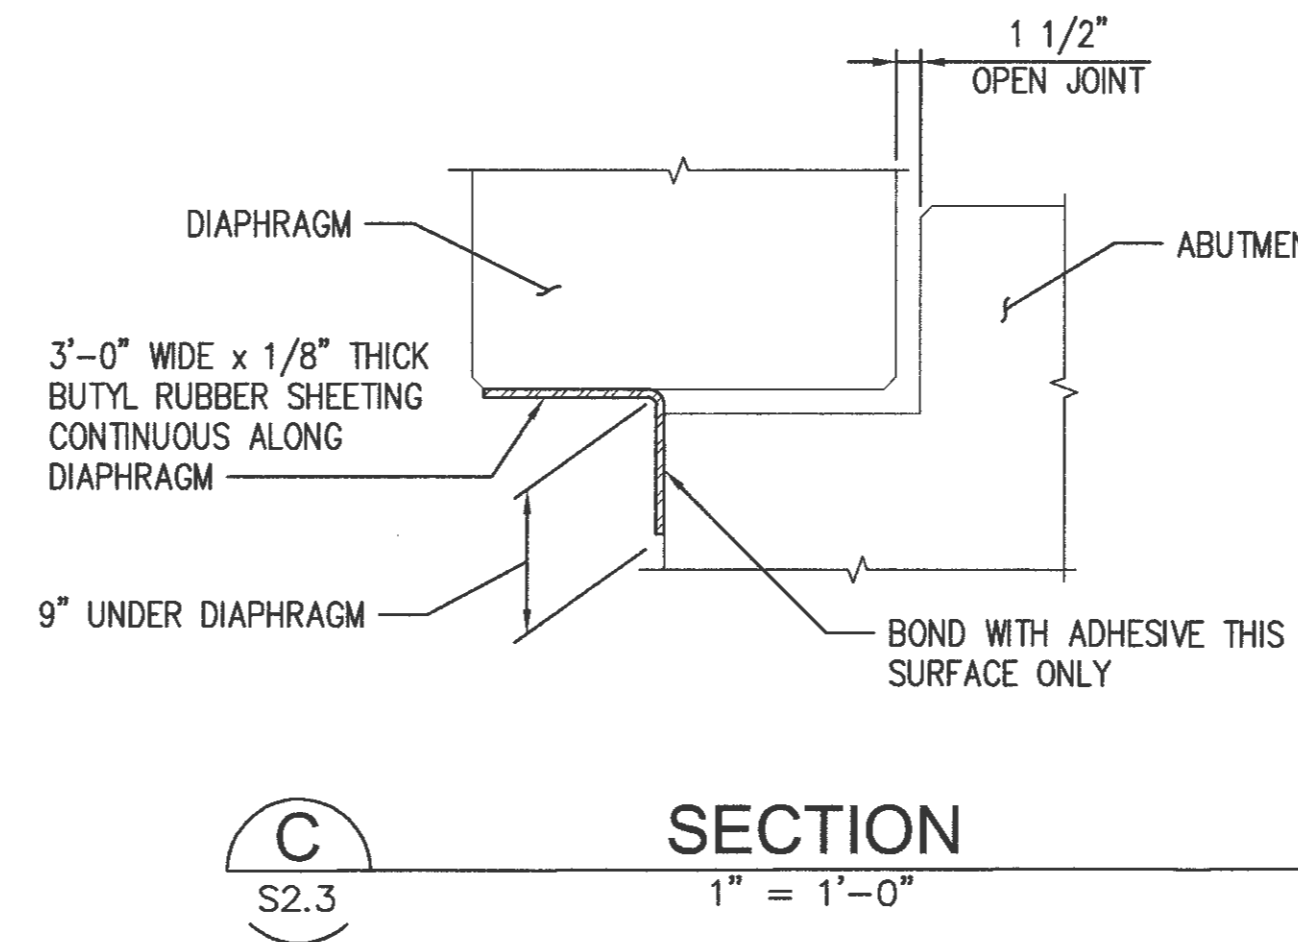 1 1/2"
OPEN JOINT
DIAPHRAGM
ABUTMEN
3'-0" WIDE x 1/8" THICK
BUTYL RUBBER SHEETING
CONTINUOUS ALONG
DIAPHRAGM
9" UNDER DIAPHRAGM
BOND WITH ADHESIVE THIS
SURFACE ONLY
C
S2.3
SECTION
1" = 1'-0"